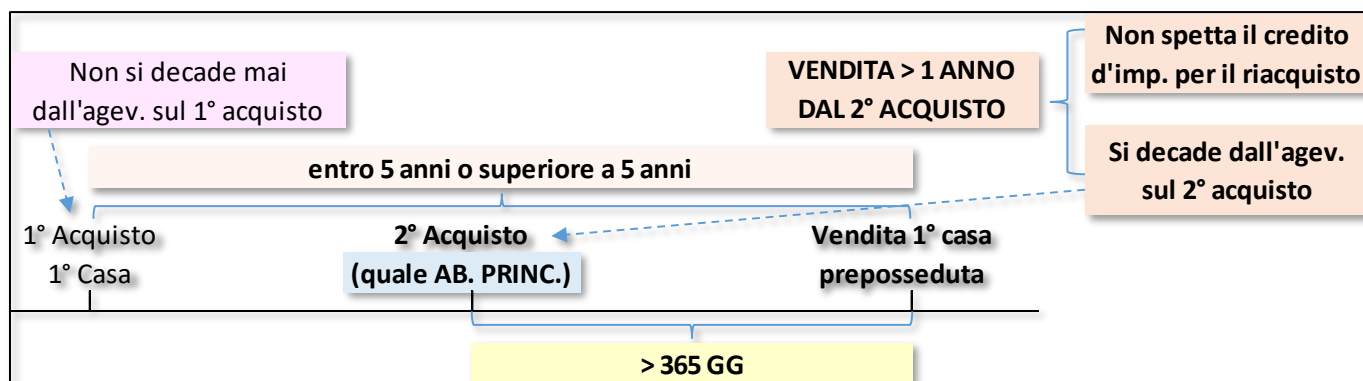 Non si decade mai
dall'agev. sul 1° acquisto
VENDITA > 1 ANNO
DAL 2° ACQUISTO
Non spetta il credito
d'imp. per il riacquisto
Si decade dall'agev.
sul 2° acquisto
entro 5 anni o superiore a 5 anni
1° Acquisto
1° Casa
2° Acquisto
(quale AB. PRINC.)
Vendita 1° casa
preposseduta
> 365 GG